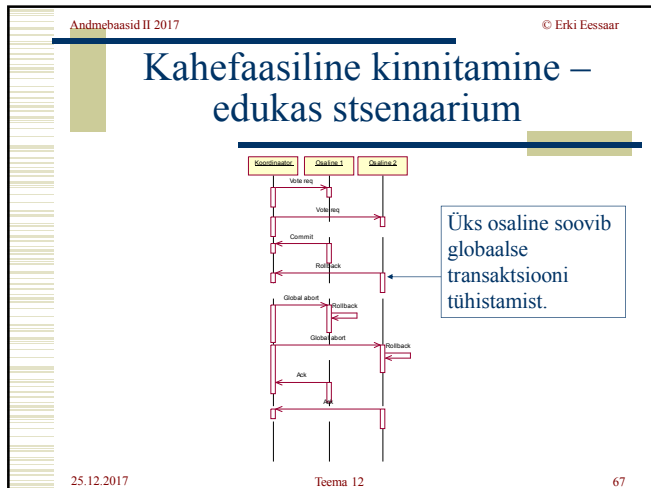 Andmebaasid II 2017
© Erki Eessaar
Kahefaasiline kinnitamine –
edukas stsenaarium
Koordinaator
Osaline 1
Osaline 2
Vote req
Vote req
Commit
Rollback
Üks osaline soovib
globaalse
transaktsiooni
tühistamist.
Global abort
Rollback
Global abort
Rollback
Ack
Ack
25.12.2017
Teema 12
67